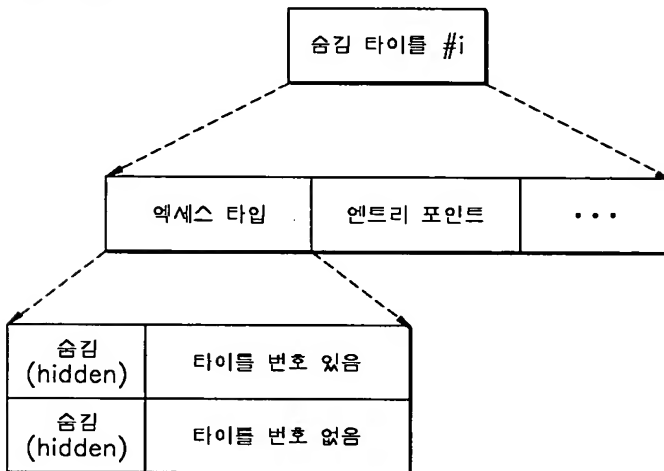 숨김 타이틀 #i
엑세스 타입
엔트리 포인트
···
숨김
(hidden)
타이틀 번호 있음
숨김
(hidden)
타이틀 번호 없음